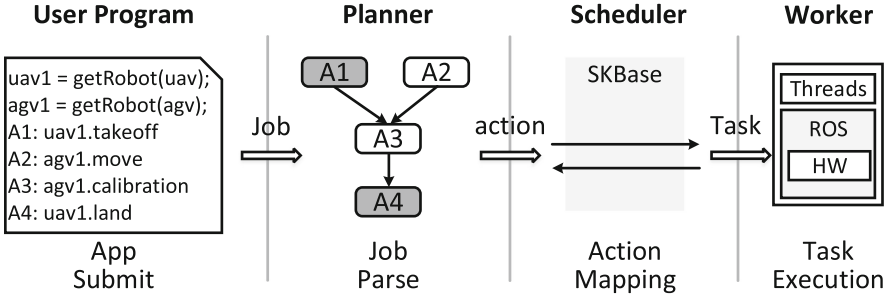 User Program
Planner
Scheduler
Worker
uav1 = getRobot(uav);
agv1 = getRobot(agv);
A1: uav1.takeoff
A2: agv1.move
A3: agv1.calibration
A4: uav1.land
App
Submit
Job
A1
A2
A3
A4
Job
Parse
action
SKBase
Action
Mapping
Task
Threads
ROS
HW
Task
Execution